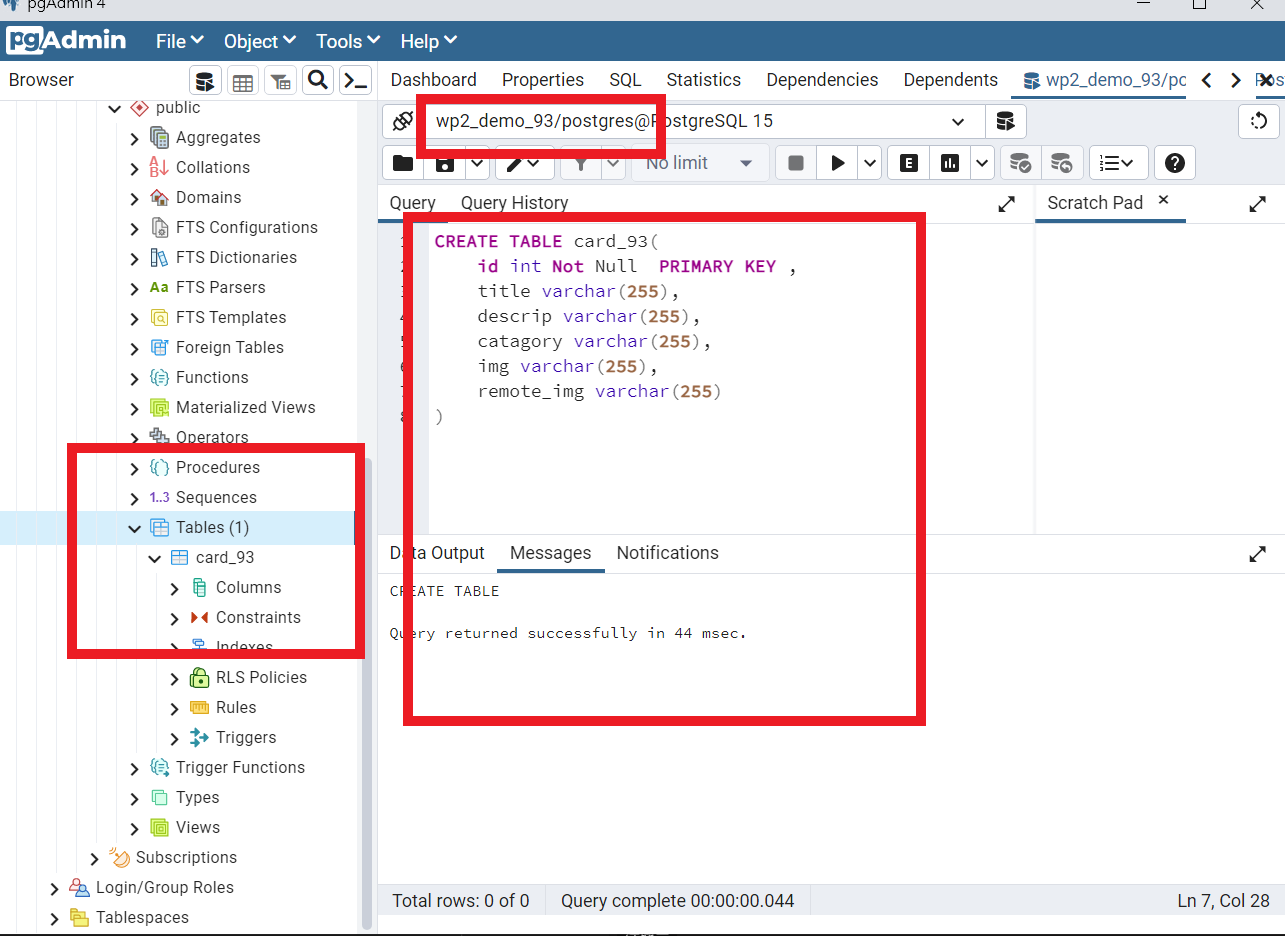 pgAdmin 4
pgAdmin File Object Tools Help
Browser
Dashboard Properties SQL Statistics Dependencies Dependents wp2_demo_93/po
public
Aggregates
Collations
Domains
FTS Configurations
FTS Dictionaries
Aa FTS Parsers
FTS Templates
Foreign Tables
Functions
Materialized Views
Operators
Procedures
1..3 Sequences
Tables (1)
card_93
Columns
Constraints
Indexes
RLS Policies
Rules
Triggers
Trigger Functions
Types
Views
Subscriptions
Login/Group Roles
Tablespaces
wp2_demo_93/postgres@PostgreSQL 15
No limit
E
Query Query History
Scratch Pad
CREATE TABLE card_93(
id int Not Null PRIMARY KEY ,
title varchar(255),
descrip varchar(255),
catagory varchar(255),
img varchar(255),
remote_img varchar(255)
)
Data Output Messages Notifications
CREATE TABLE
Query returned successfully in 44 msec.
Total rows: 0 of 0 Query complete 00:00:00.044 Ln 7, Col 28